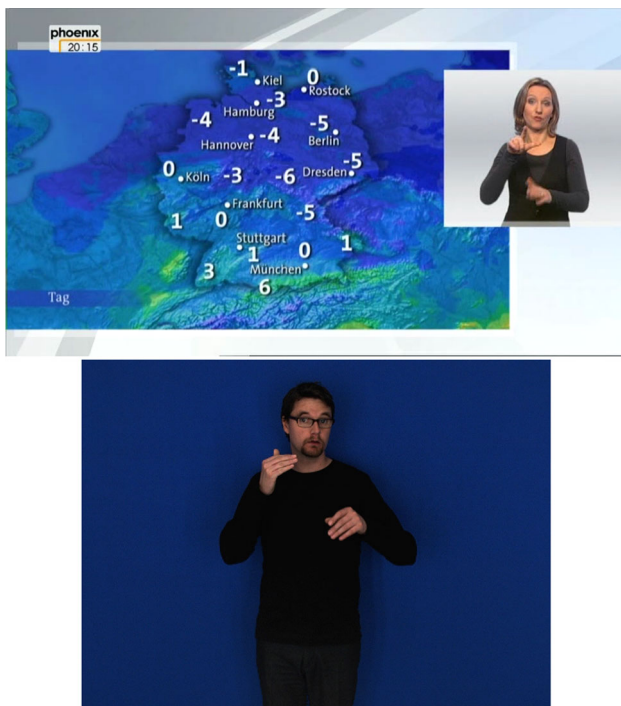 phoenix
20:15
-1
Kiel
0
Rostock
-3
Hamburg
-4
-5
Berlin
Hannover
-4
0
Köln
-3
-6
Dresden
-5
Frankfurt
1
0
-5
Stuttgart
1
0
1
München
3
6
Tag